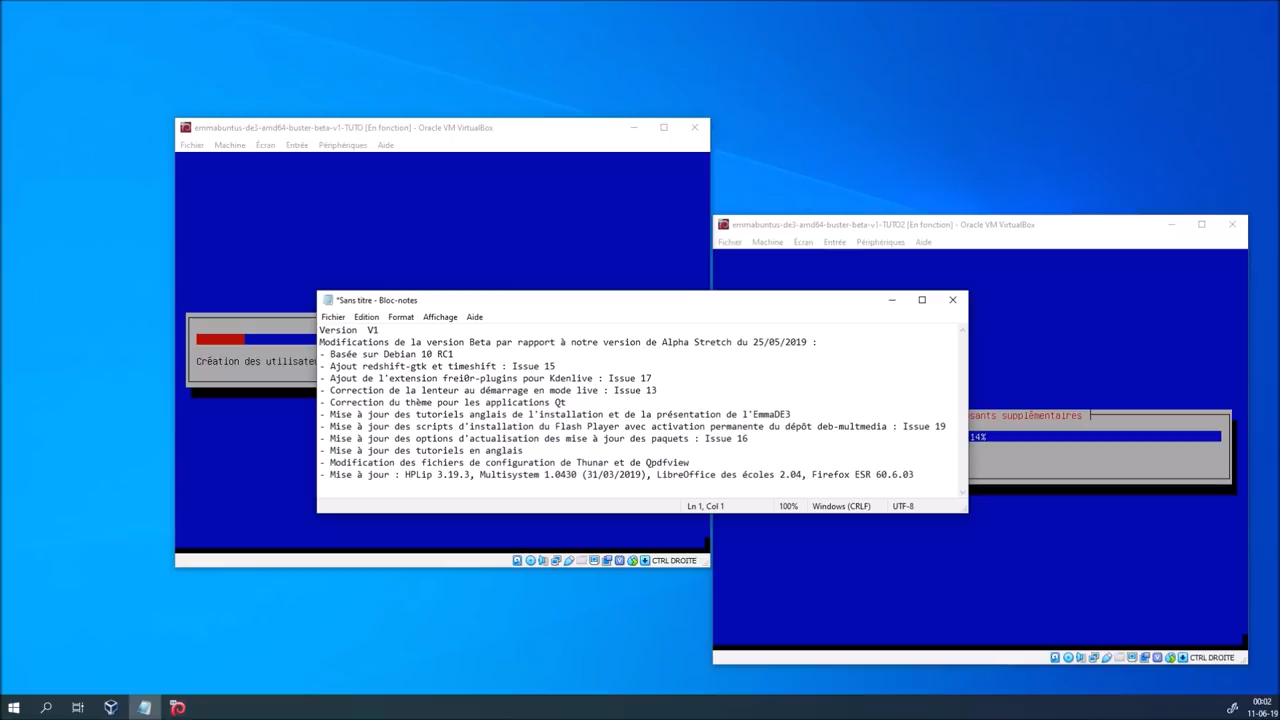 emmabuntus-de3-amd64-buster-beta-v1-TUTO [En fonction] - Oracle VM VirtualBox
Fichier Machine Écran Entrée Périphériques Aide
emmabuntus-de3-amd64-buster-beta-v1-TUTO2 [En fonction] - Oracle VM VirtualBox
Fichier Machine Écran Entrée Périphériques Aide
*Sans titre - Bloc-notes
Fichier Edition Format Affichage Aide
Version V1
Modifications de la version Beta par rapport à notre version de Alpha Stretch du 25/05/2019 :
- Basée sur Debian 10 RC1
- Ajout redshift-gtk et timeshift : Issue 15
- Ajout de l'extension frei0r-plugins pour Kdenlive : Issue 17
- Correction de la lenteur au démarrage en mode live : Issue 13
- Correction du thème pour les applications Qt
- Mise à jour des tutoriels anglais de l'installation et de la présentation de l'EmmaDE3
- Mise à jour des scripts d'installation du Flash Player avec activation permanente du dépôt deb-multmedia : Issue 19
- Mise à jour des options d'actualisation des mise à jour des paquets : Issue 16
- Mise à jour des tutoriels en anglais
- Modification des fichiers de configuration de Thunar et de Qpdfview
- Mise à jour : HPLip 3.19.3, Multisystem 1.0430 (31/03/2019), LibreOffice des écoles 2.04, Firefox ESR 60.6.03
Ln 1, Col 1 100% Windows (CRLF) UTF-8
Création des utilisateu
osants supplémentaires
14%
CTRL DROITE
CTRL DROITE
00:02
11-06-19